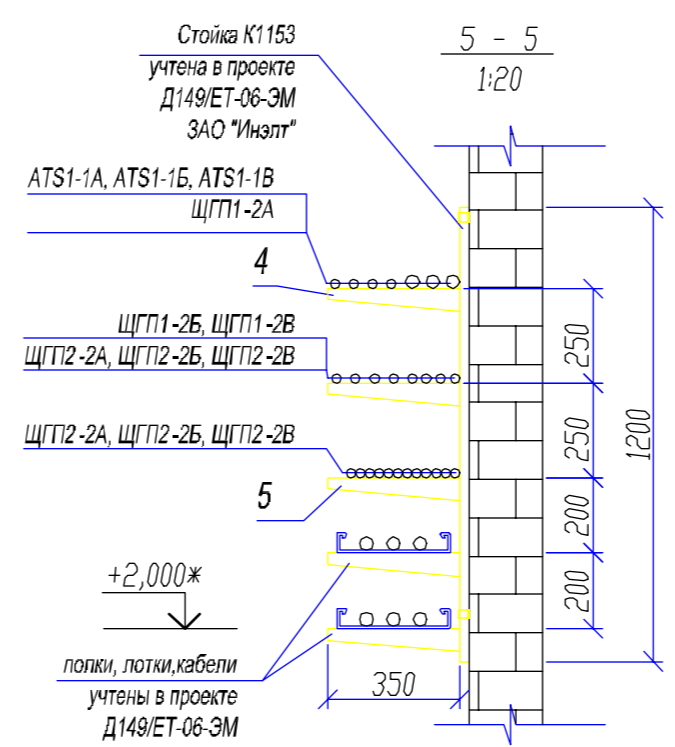 Стойка К1153
учтена в проекте
Д149/ЕТ-06-ЭМ
ЗАО "Инэлт"
5 - 5
1:20
ATS1-1А, ATS1-1Б, ATS1-1В
ЩГП1-2А
4
ЩГП1-2Б, ЩГП1-2В
ЩГП2-2А, ЩГП2-2Б, ЩГП2-2В
250
ЩГП2-2А, ЩГП2-2Б, ЩГП2-2В
250
1200
5
200
+2,000*
200
полки, лотки,кабели
учтены в проекте
Д149/ЕТ-06-ЭМ
350